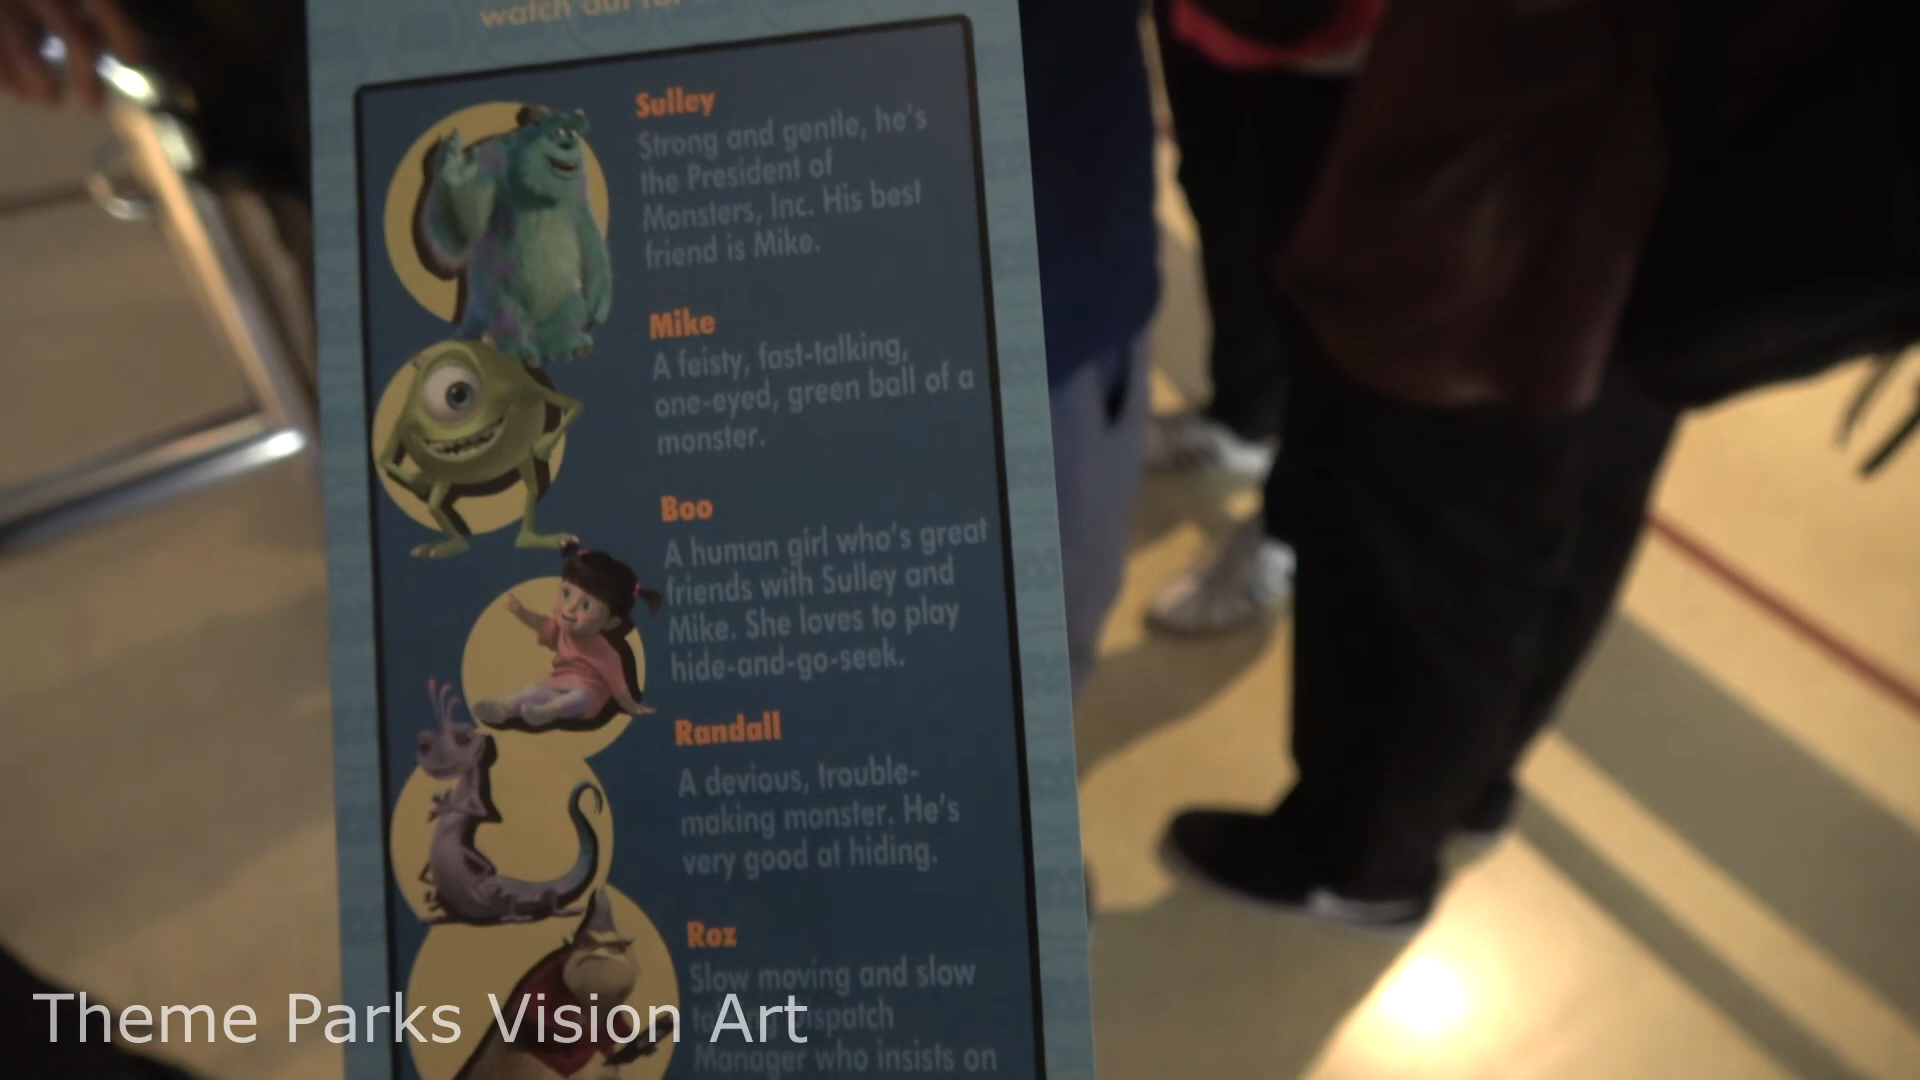 watch out for
Sulley
Strong and gentle, he's
the President of
Monsters, Inc. His best
friend is Mike.
Mike
A feisty, fast-talking,
one-eyed, green ball of a
monster.
Boo
A human girl who's great
friends with Sulley and
Mike. She loves to play
hide-and-go-seek.
Randall
A devious, trouble-
making monster. He's
very good at hiding.
Roz
Slow moving and slow
Manager who insists on
Theme Parks Vision Art